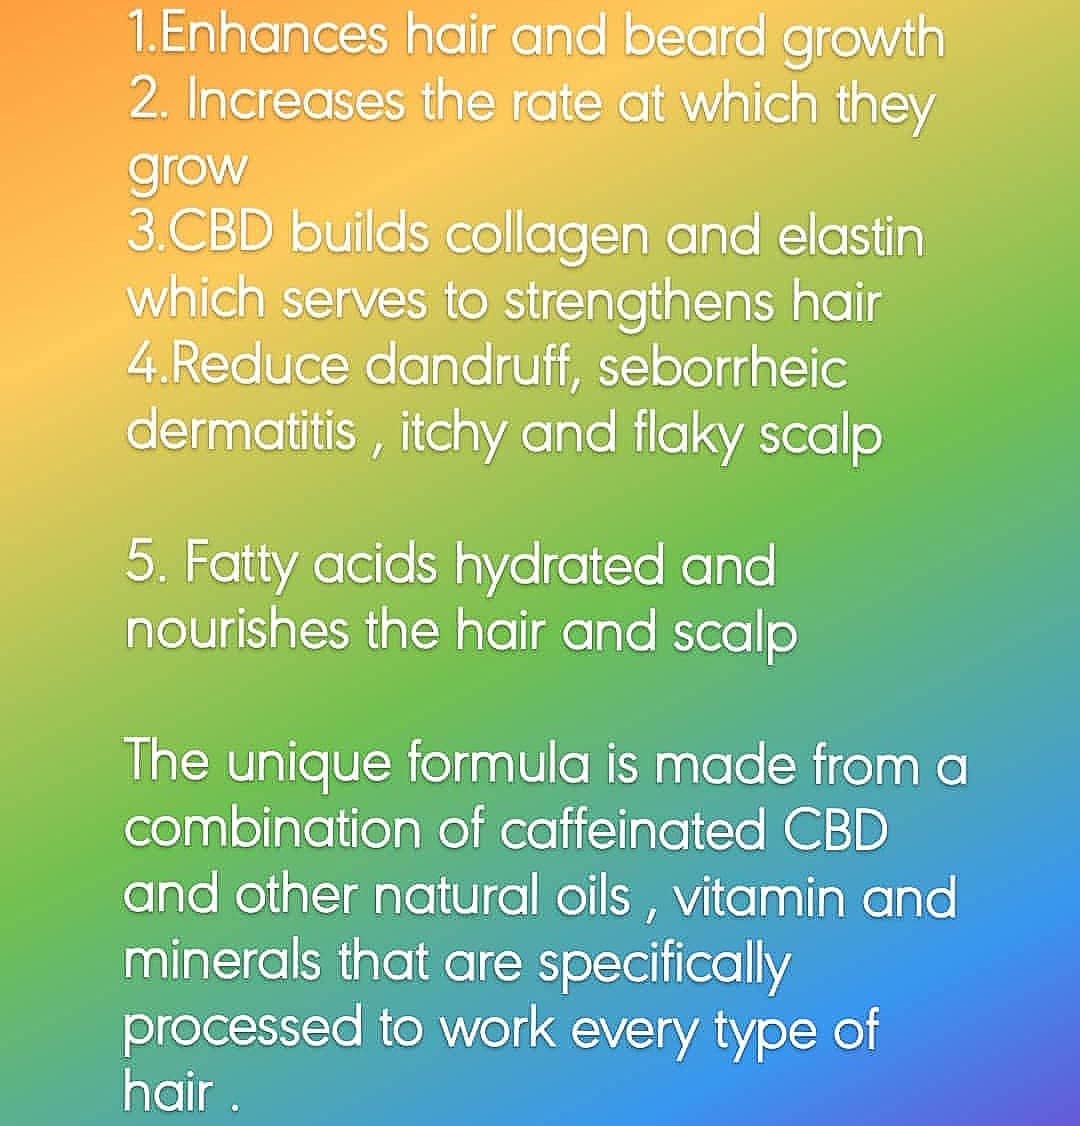 1.Enhances hair and beard growth
2. Increases the rate at which they
grow
3.CBD builds collagen and elastin
which serves to strengthens hair
4.Reduce dandruff, seborrheic
dermatitis , itchy and flaky scalp
5. Fatty acids hydrated and
nourishes the hair and scalp
The unique formula is made from a
combination of caffeinated CBD
and other natural oils , vitamin and
minerals that are specifically
processed to work every type of
hair .